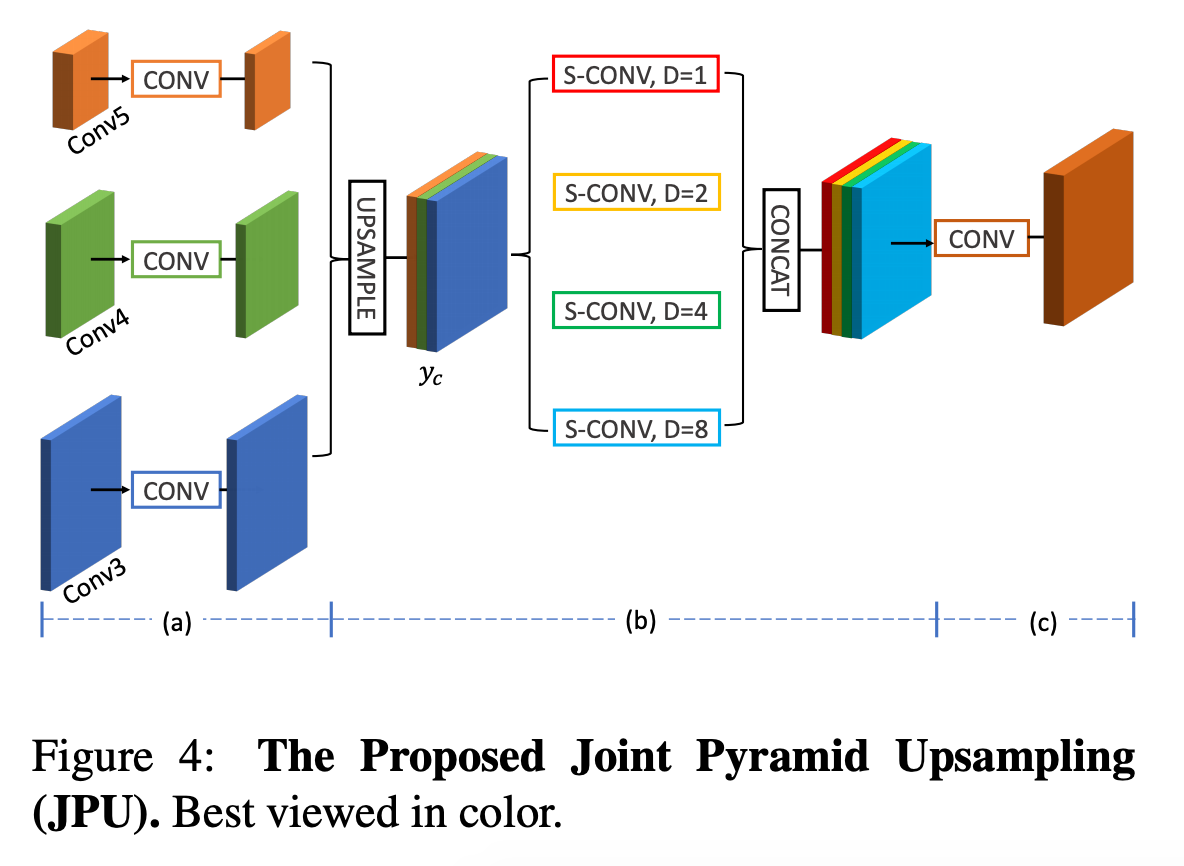 CONV
Conv5
CONV
Conv4
CONV
Conv3
UPSAMPLE
y_c
S-CONV, D=1
S-CONV, D=2
S-CONV, D=4
S-CONV, D=8
CONCAT
CONV
(a)
(b)
(c)
Figure 4: The Proposed Joint Pyramid Upsampling
(JPU). Best viewed in color.